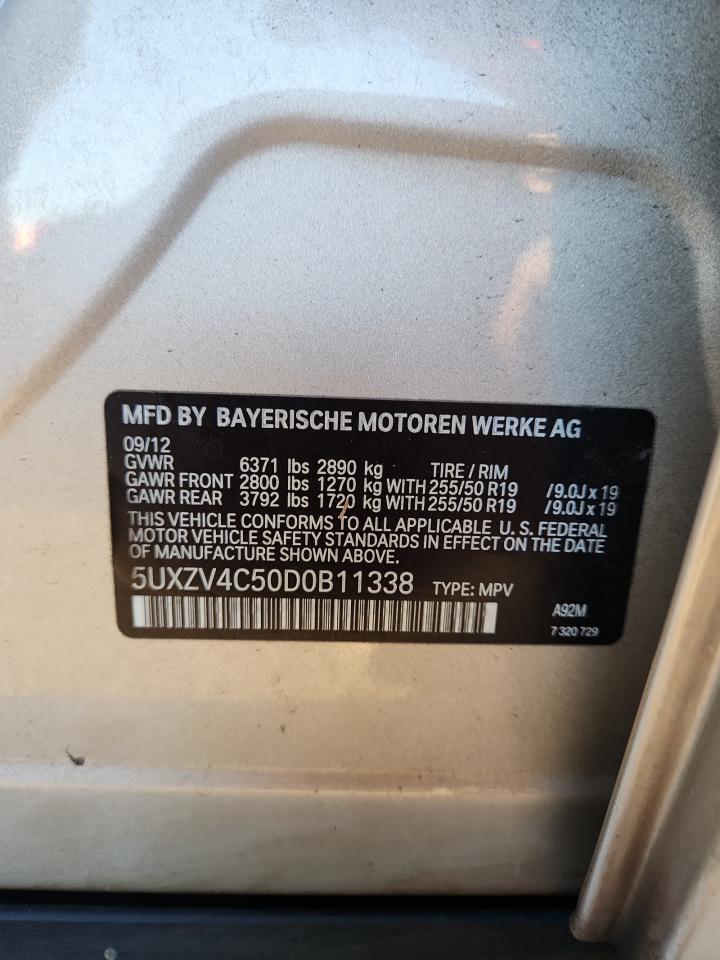 MFD BY BAYERISCHE MOTOREN WERKE AG
09/12
GVWR 6371 lbs 2890 kg TIRE / RIM
GAWR FRONT 2800 lbs 1270 kg WITH 255/50 R19 /9.0J x 19
GAWR REAR 3792 lbs 1720 kg WITH 255/50 R19 /9.0J x 19
THIS VEHICLE CONFORMS TO ALL APPLICABLE U. S. FEDERAL
MOTOR VEHICLE SAFETY STANDARDS IN EFFECT ON THE DATE
OF MANUFACTURE SHOWN ABOVE.
5UXZV4C50D0B11338 TYPE: MPV
A92M
7 320 729